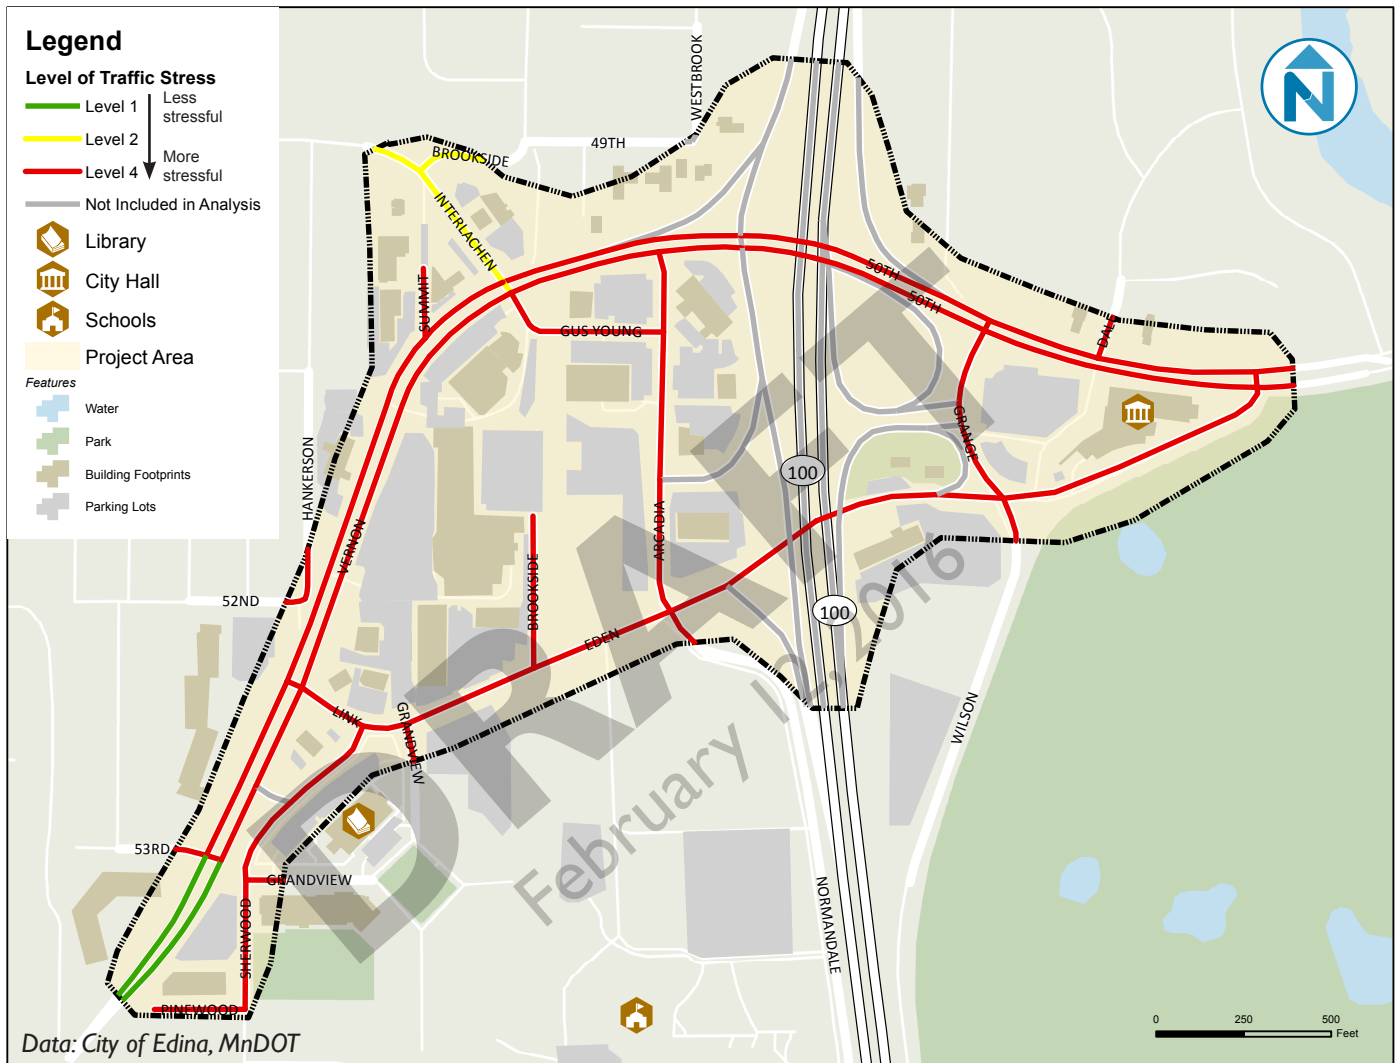 Legend
Level of Traffic Stress
Level 1
Less
stressful
Level 2
Level 4
More
stressful
Not Included in Analysis
Library
City Hall
Schools
Project Area
Features
Water
Park
Building Footprints
Parking Lots
N
WESTBROOK
49TH
BROOKSIDE
INTERLACHEN
SUMMIT
50TH
50TH
GUS YOUNG
DALE
GRANGE
HANKERSON
VERNON
100
ARCADIA
BROOKSIDE
52ND
EDEN
100
LINK
GRANDVIEW
WILSON
53RD
GRANDVIEW
SHERWOOD
NORMANDALE
PINEWOOD
DRAFT
February 12, 2016
0 250 500
Feet
Data: City of Edina, MnDOT